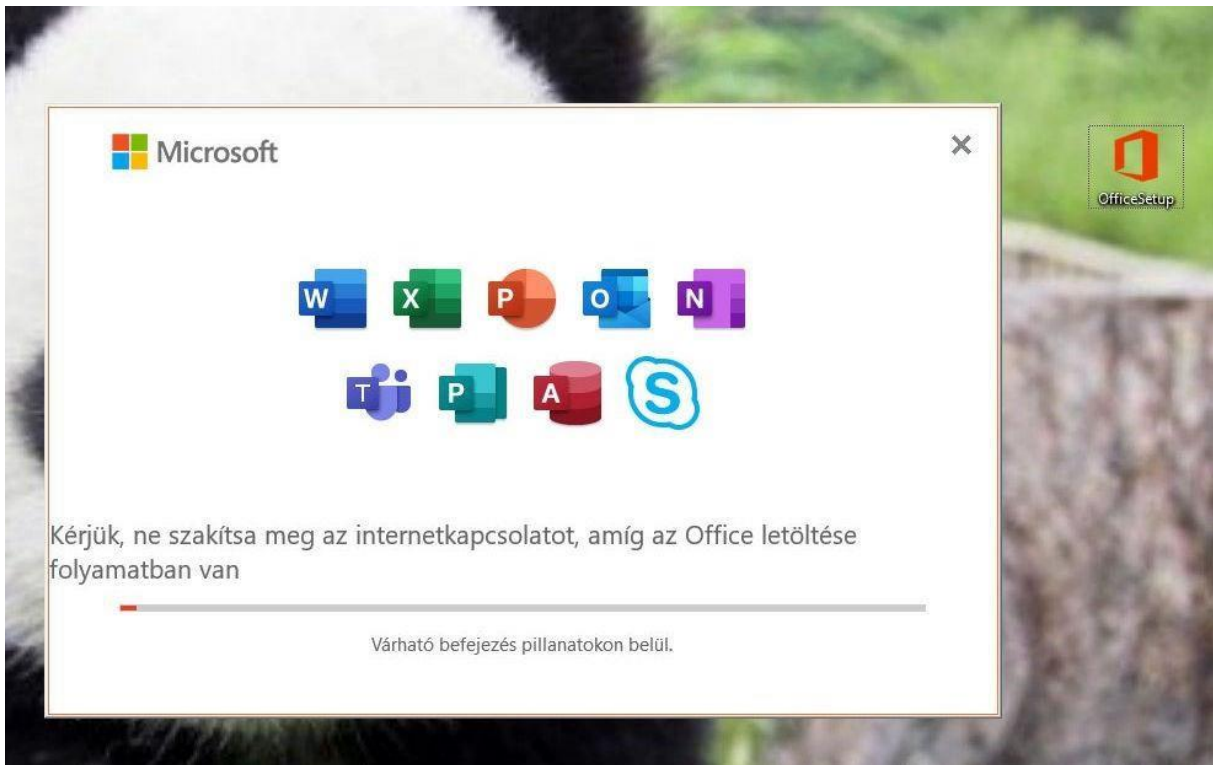 Microsoft
OfficeSetup
W X P O N
T P A S
Kérjük, ne szakítsa meg az internetkapcsolatot, amíg az Office letöltése
folyamatban van
Várható befejezés pillanatokon belül.